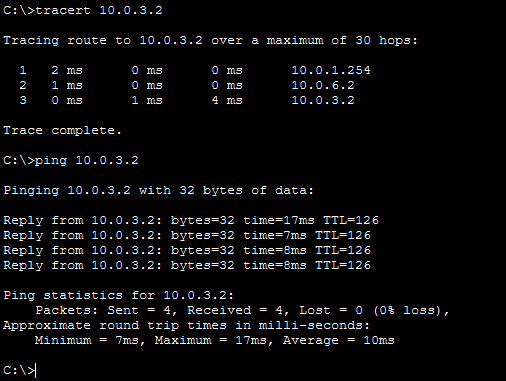 C:\>tracert 10.0.3.2
Tracing route to 10.0.3.2 over a maximum of 30 hops:
1 2 ms 0 ms 0 ms 10.0.1.254
2 1 ms 0 ms 0 ms 10.0.6.2
3 0 ms 1 ms 4 ms 10.0.3.2
Trace complete.
C:\>ping 10.0.3.2
Pinging 10.0.3.2 with 32 bytes of data:
Reply from 10.0.3.2: bytes=32 time=17ms TTL=126
Reply from 10.0.3.2: bytes=32 time=7ms TTL=126
Reply from 10.0.3.2: bytes=32 time=8ms TTL=126
Reply from 10.0.3.2: bytes=32 time=8ms TTL=126
Ping statistics for 10.0.3.2:
Packets: Sent = 4, Received = 4, Lost = 0 (0% loss),
Approximate round trip times in milli-seconds:
Minimum = 7ms, Maximum = 17ms, Average = 10ms
C:\>